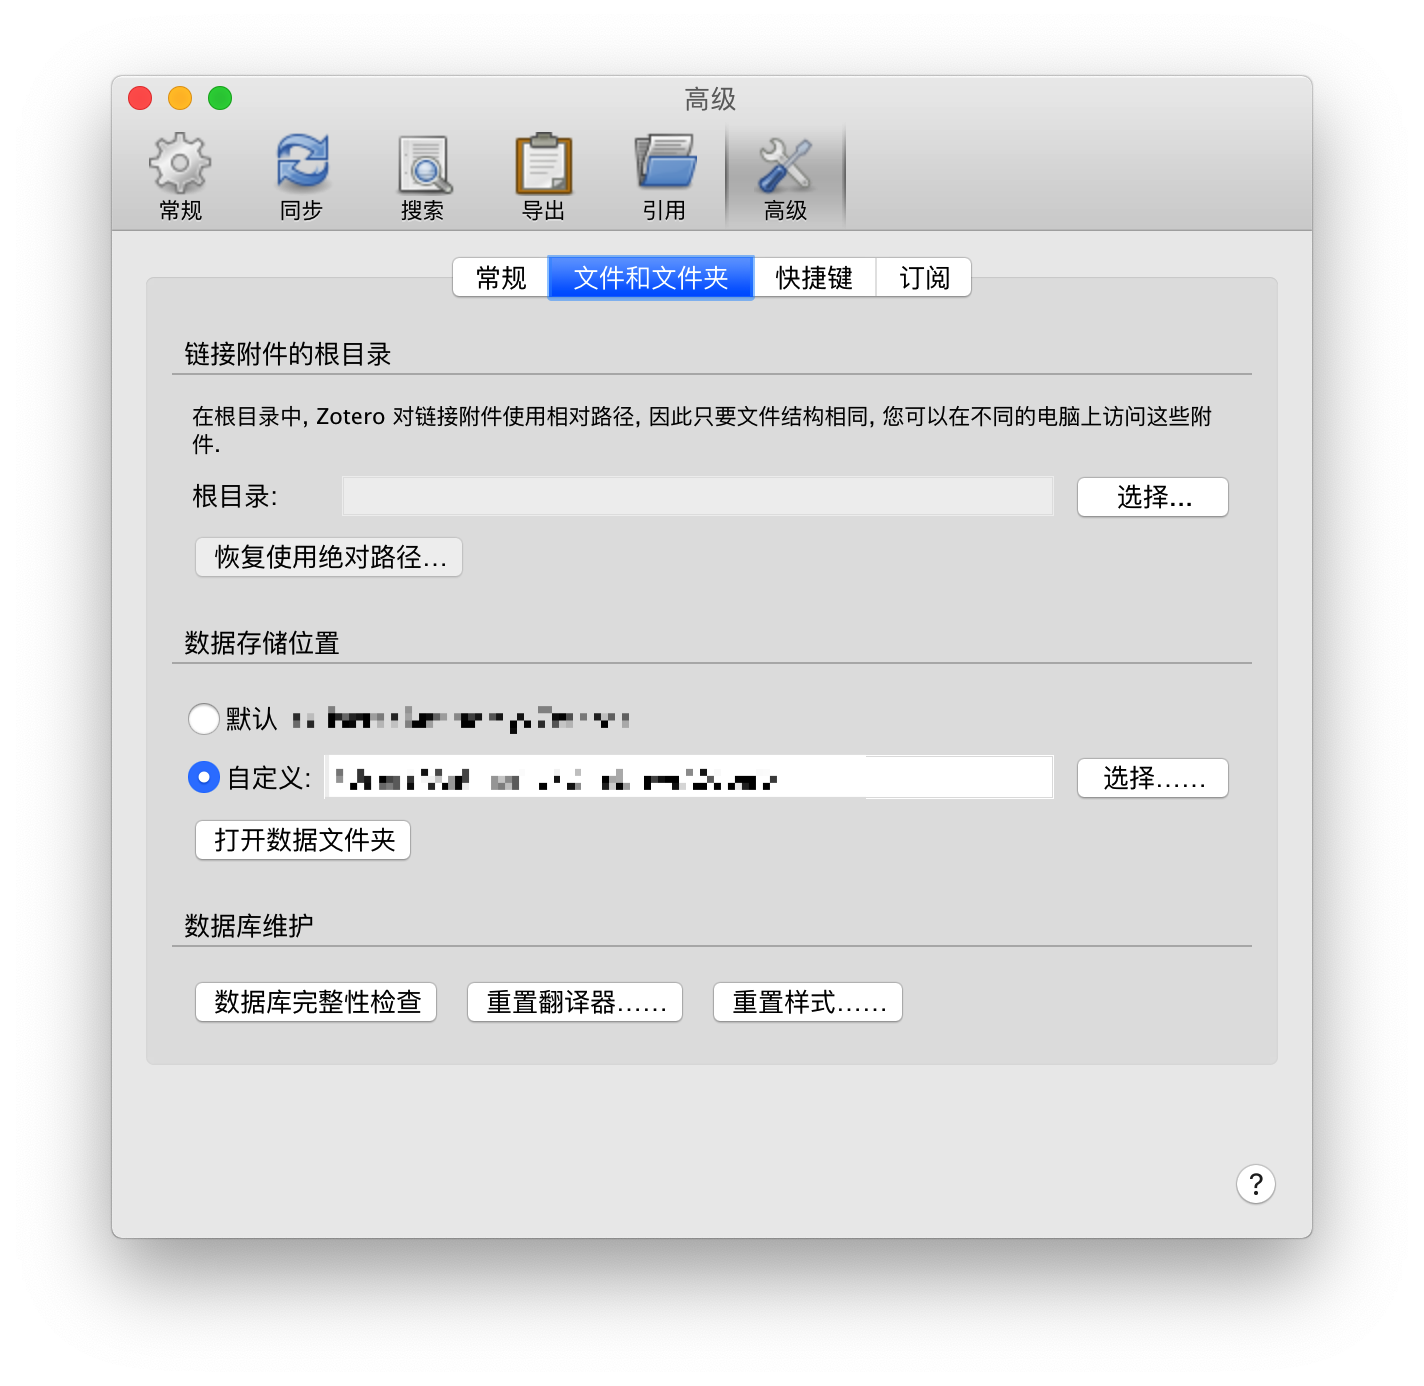 高级
常规
同步
搜索
导出
引用
高级
常规
文件和文件夹
快捷键
订阅
链接附件的根目录
在根目录中, Zotero 对链接附件使用相对路径, 因此只要文件结构相同, 您可以在不同的电脑上访问这些附
件.
根目录:
选择...
恢复使用绝对路径...
数据存储位置
默认
自定义:
选择......
打开数据文件夹
数据库维护
数据库完整性检查
重置翻译器......
重置样式......
?